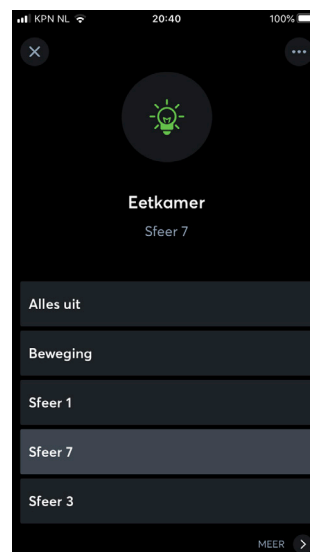 KPN NL 20:40 100%
Eetkamer
Sfeer 7
Alles uit
Beweging
Sfeer 1
Sfeer 7
Sfeer 3
MEER